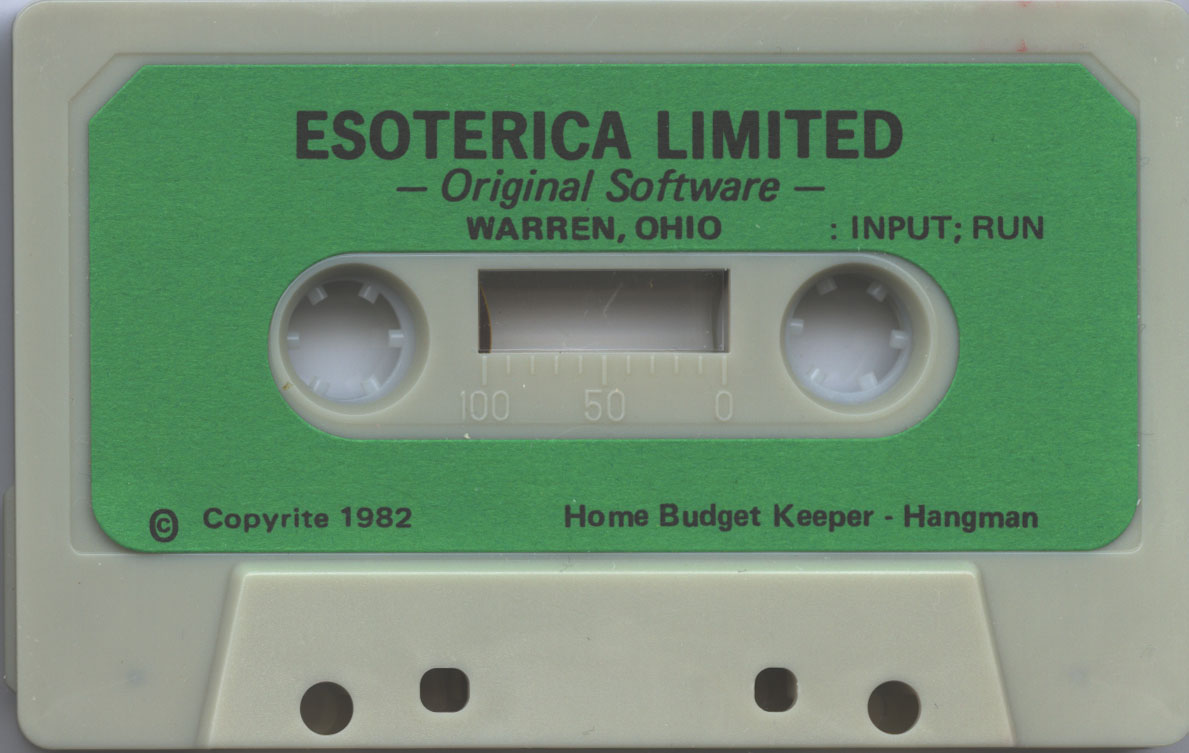 ESOTERICA LIMITED
— Original Software —
WARREN, OHIO : INPUT; RUN
100 50 0
© Copyrite 1982 Home Budget Keeper - Hangman